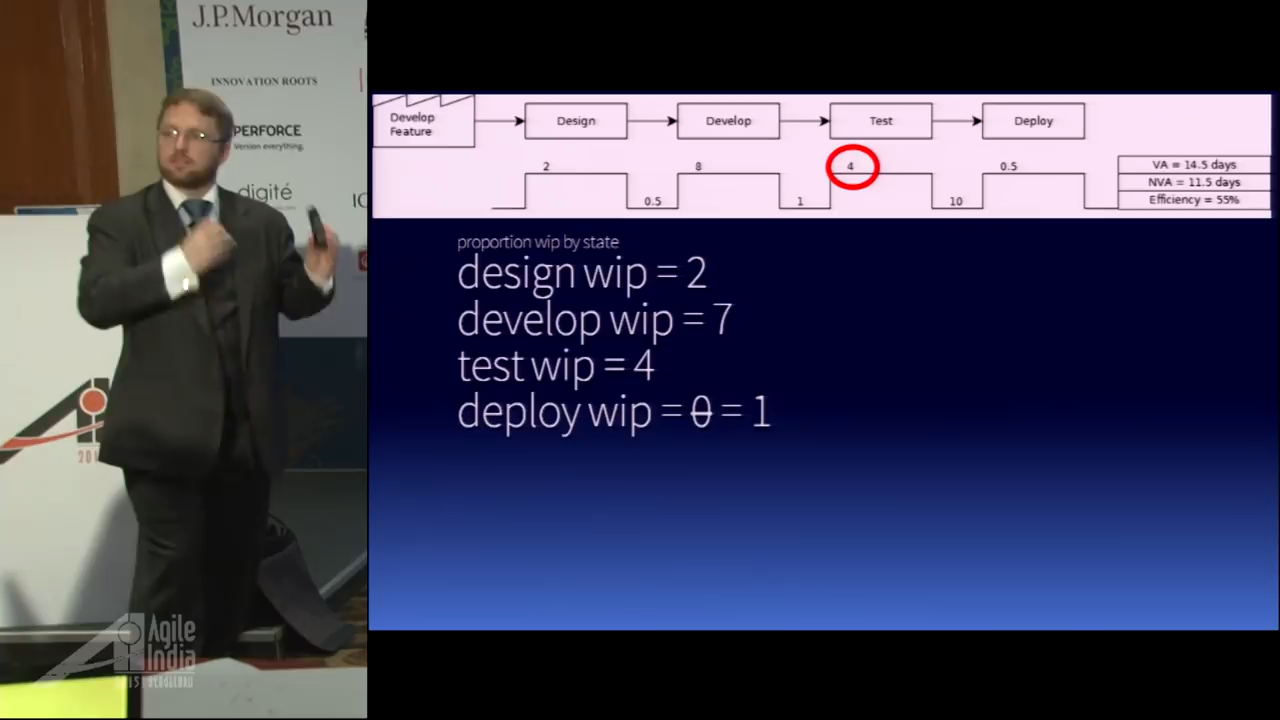 J.P.Morgan
INNOVATION ROOTS
PERFORCE
Version everything.
digité
Develop
Feature
Design
Develop
Test
Deploy
2
8
4
0.5
0.5
1
10
VA = 14.5 days
NVA = 11.5 days
Efficiency = 55%
proportion wip by state
design wip = 2
develop wip = 7
test wip = 4
deploy wip = 0 = 1
Agile
India